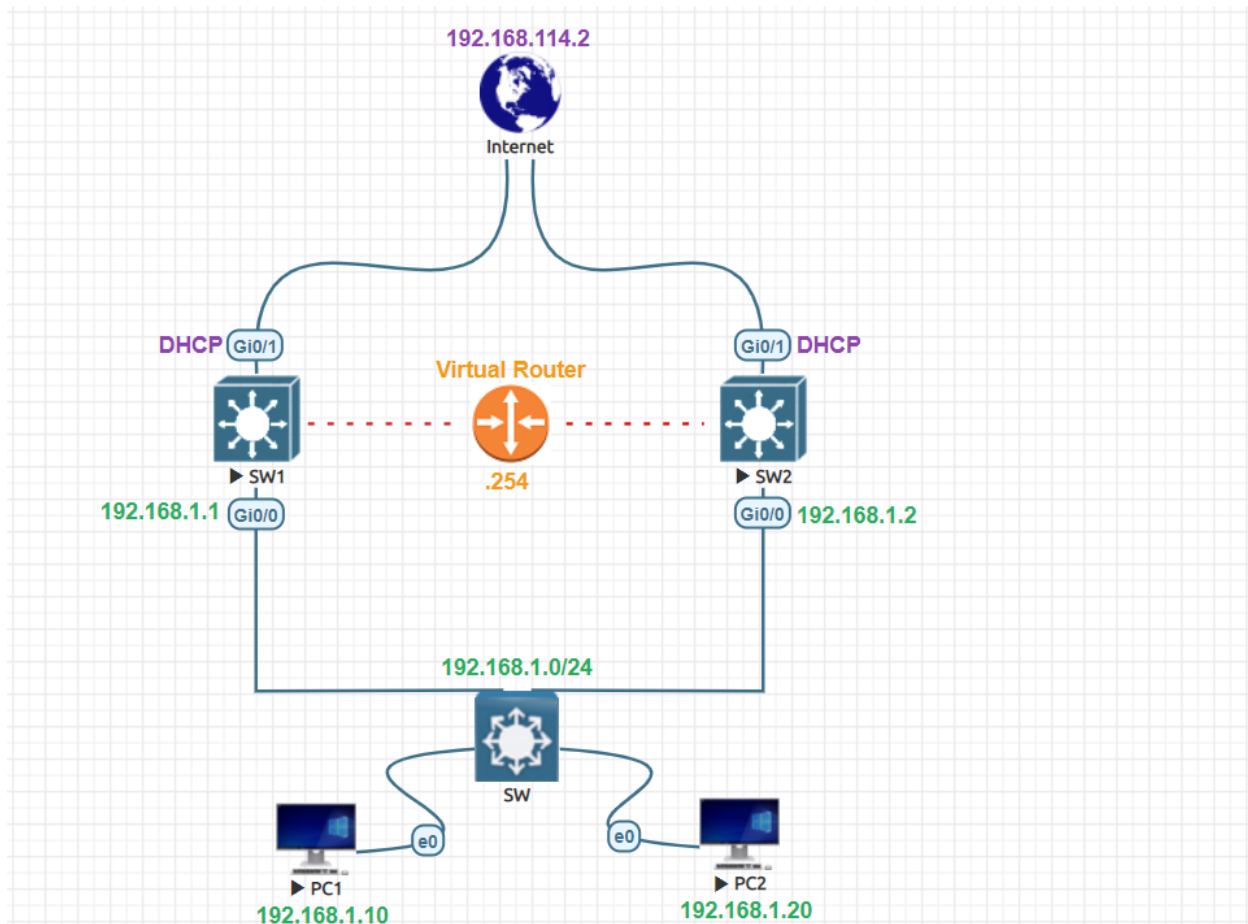 192.168.114.2
Internet
DHCP Gi0/1
Gi0/1 DHCP
Virtual Router
.254
SW1
SW2
192.168.1.1 Gi0/0
Gi0/0 192.168.1.2
192.168.1.0/24
SW
e0
e0
PC1
PC2
192.168.1.10
192.168.1.20